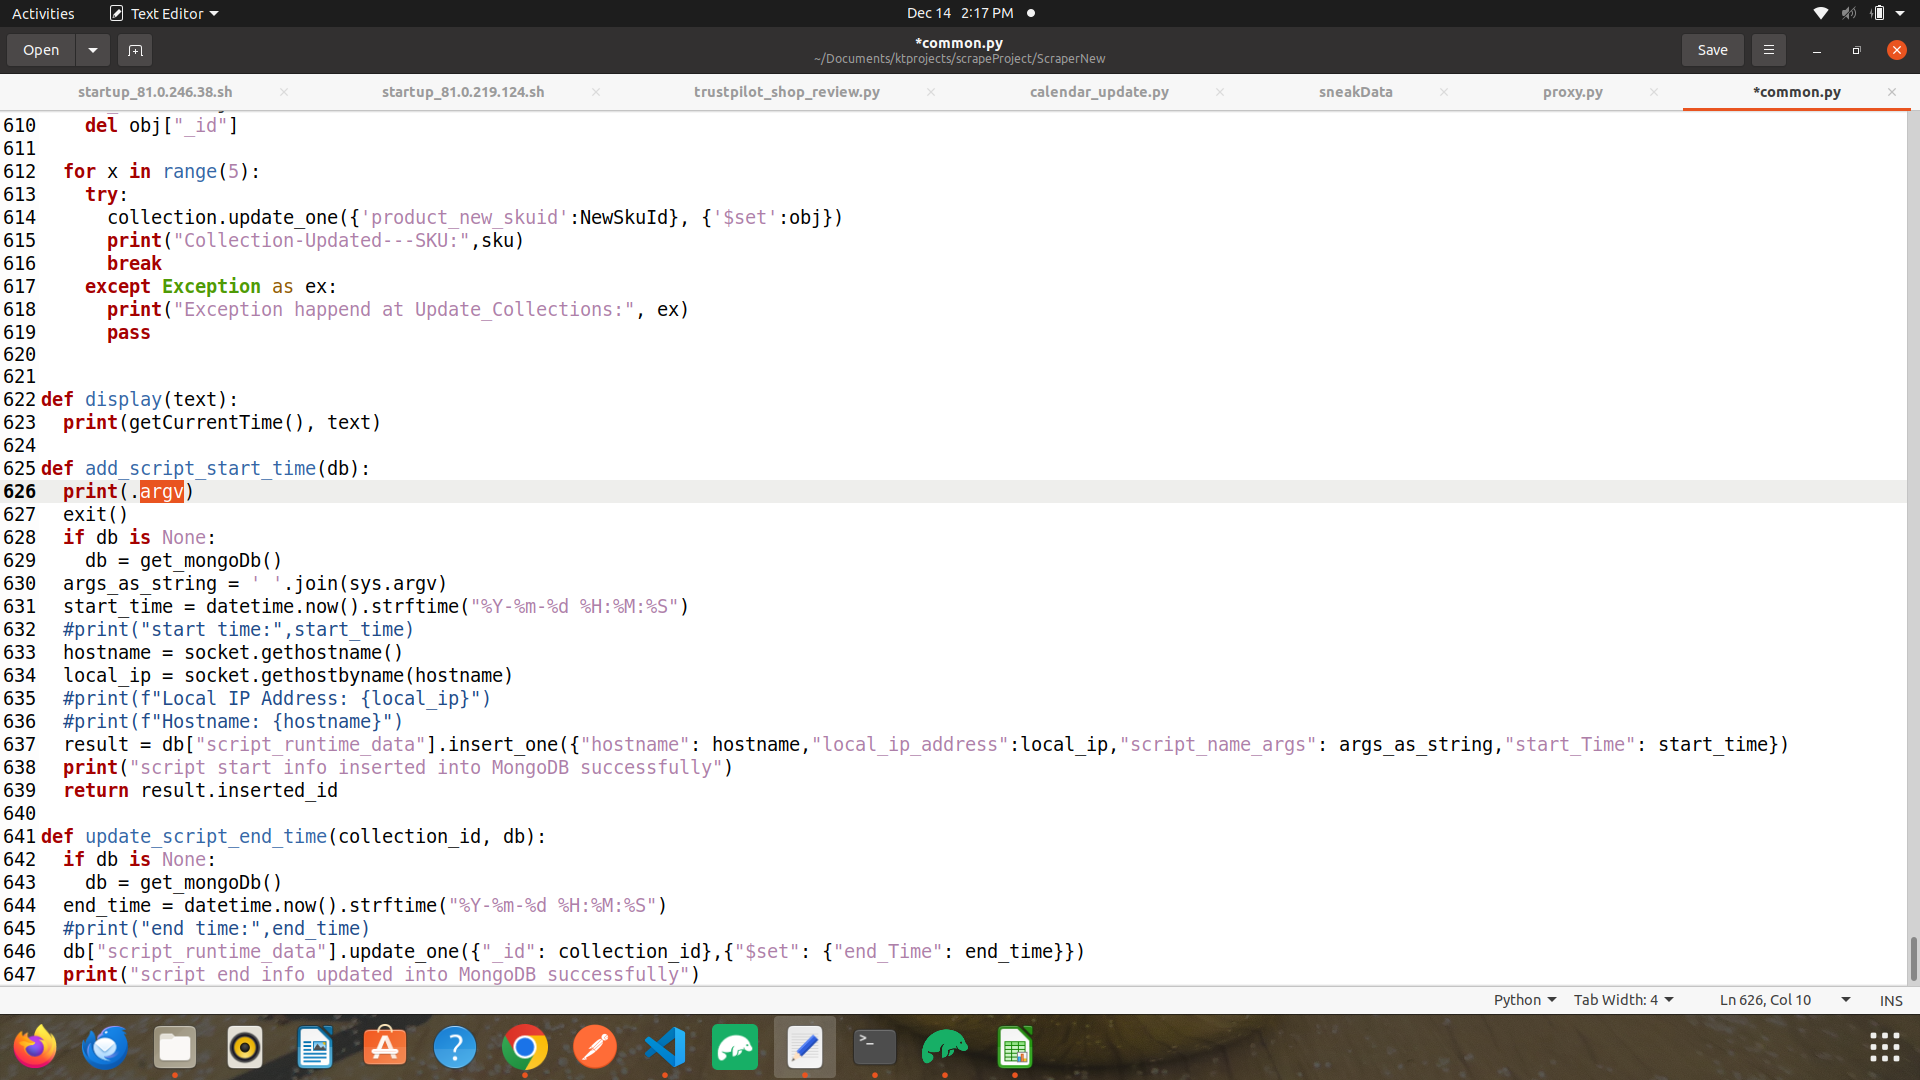 Activities Text Editor Dec 14 2:17 PM
Open *common.py Save
~/Documents/ktprojects/scrapeProject/ScraperNew
startup_81.0.246.38.sh startup_81.0.219.124.sh trustpilot_shop_review.py calendar_update.py sneakData proxy.py *common.py
610 del obj["_id"]
611
612 for x in range(5):
613 try:
614 collection.update_one({'product_new_skuid':NewSkuId}, {'$set':obj})
615 print("Collection-Updated---SKU:",sku)
616 break
617 except Exception as ex:
618 print("Exception happend at Update_Collections:", ex)
619 pass
620
621
622 def display(text):
623 print(getCurrentTime(), text)
624
625 def add_script_start_time(db):
626 print(.argv)
627 exit()
628 if db is None:
629 db = get_mongoDb()
630 args_as_string = ' '.join(sys.argv)
631 start_time = datetime.now().strftime("%Y-%m-%d %H:%M:%S")
632 #print("start time:",start_time)
633 hostname = socket.gethostname()
634 local_ip = socket.gethostbyname(hostname)
635 #print(f"Local IP Address: {local_ip}")
636 #print(f"Hostname: {hostname}")
637 result = db["script_runtime_data"].insert_one({"hostname": hostname,"local_ip_address":local_ip,"script_name_args": args_as_string,"start_Time": start_time})
638 print("script start info inserted into MongoDB successfully")
639 return result.inserted_id
640
641 def update_script_end_time(collection_id, db):
642 if db is None:
643 db = get_mongoDb()
644 end_time = datetime.now().strftime("%Y-%m-%d %H:%M:%S")
645 #print("end time:",end_time)
646 db["script_runtime_data"].update_one({"_id": collection_id},{"$set": {"end_Time": end_time}})
647 print("script end info updated into MongoDB successfully")
Python Tab Width: 4 Ln 626, Col 10 INS